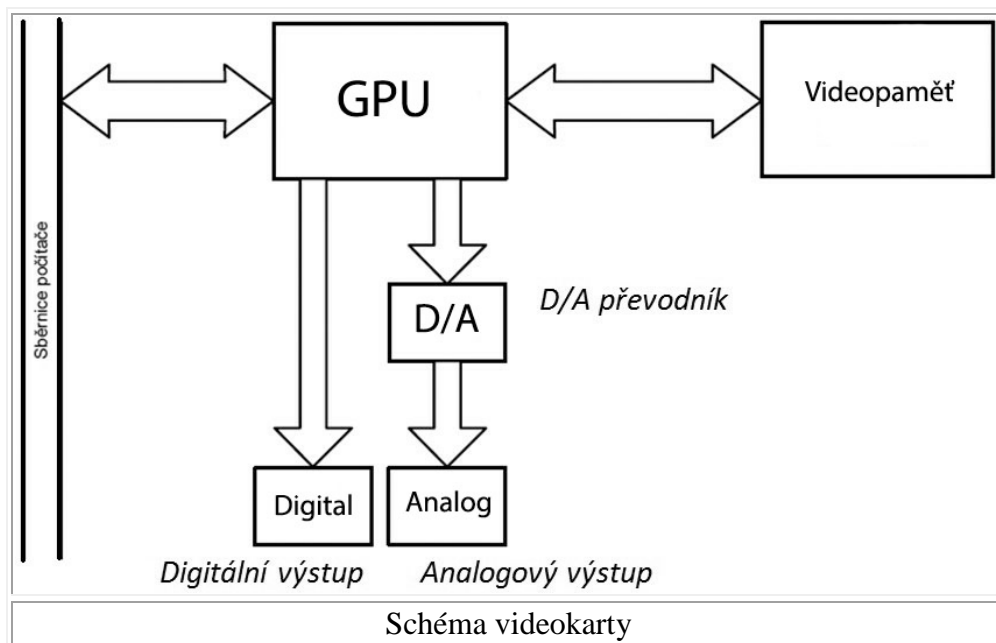 GPU
Videopaměť
Sběrnice počítače
D/A
D/A převodník
Digital
Analog
Digitální výstup
Analogový výstup
Schéma videokarty